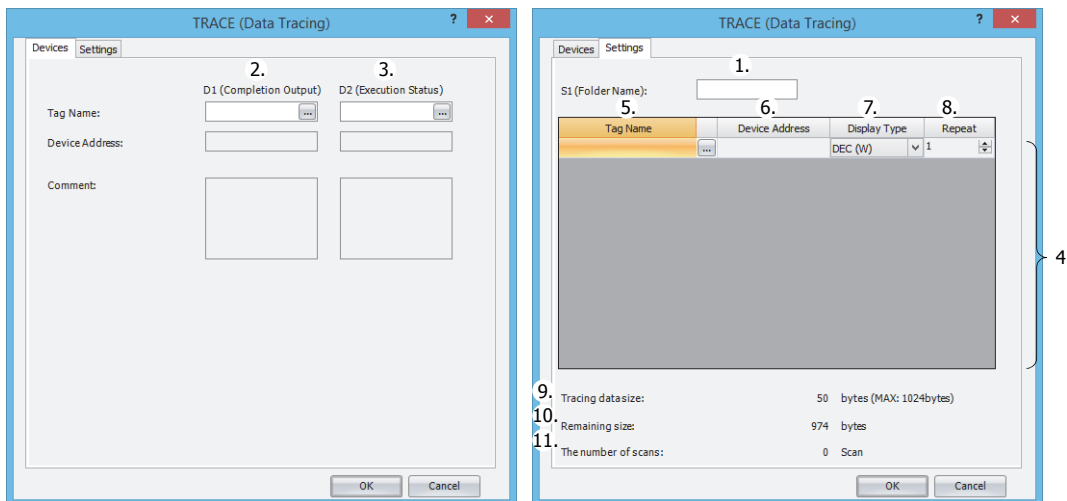 TRACE (Data Tracing) ? ×
Devices Settings
2. 3.
D1 (Completion Output) D2 (Execution Status)
Tag Name: ... ...
Device Address:
Comment:
OK Cancel
TRACE (Data Tracing) ? ×
Devices Settings
1.
S1 (Folder Name):
5. 6. 7. 8.
Tag Name Device Address Display Type Repeat
... DEC (W) 1
4
9. Tracing data size: 50 bytes (MAX: 1024bytes)
10. Remaining size: 974 bytes
11. The number of scans: 0 Scan
OK Cancel